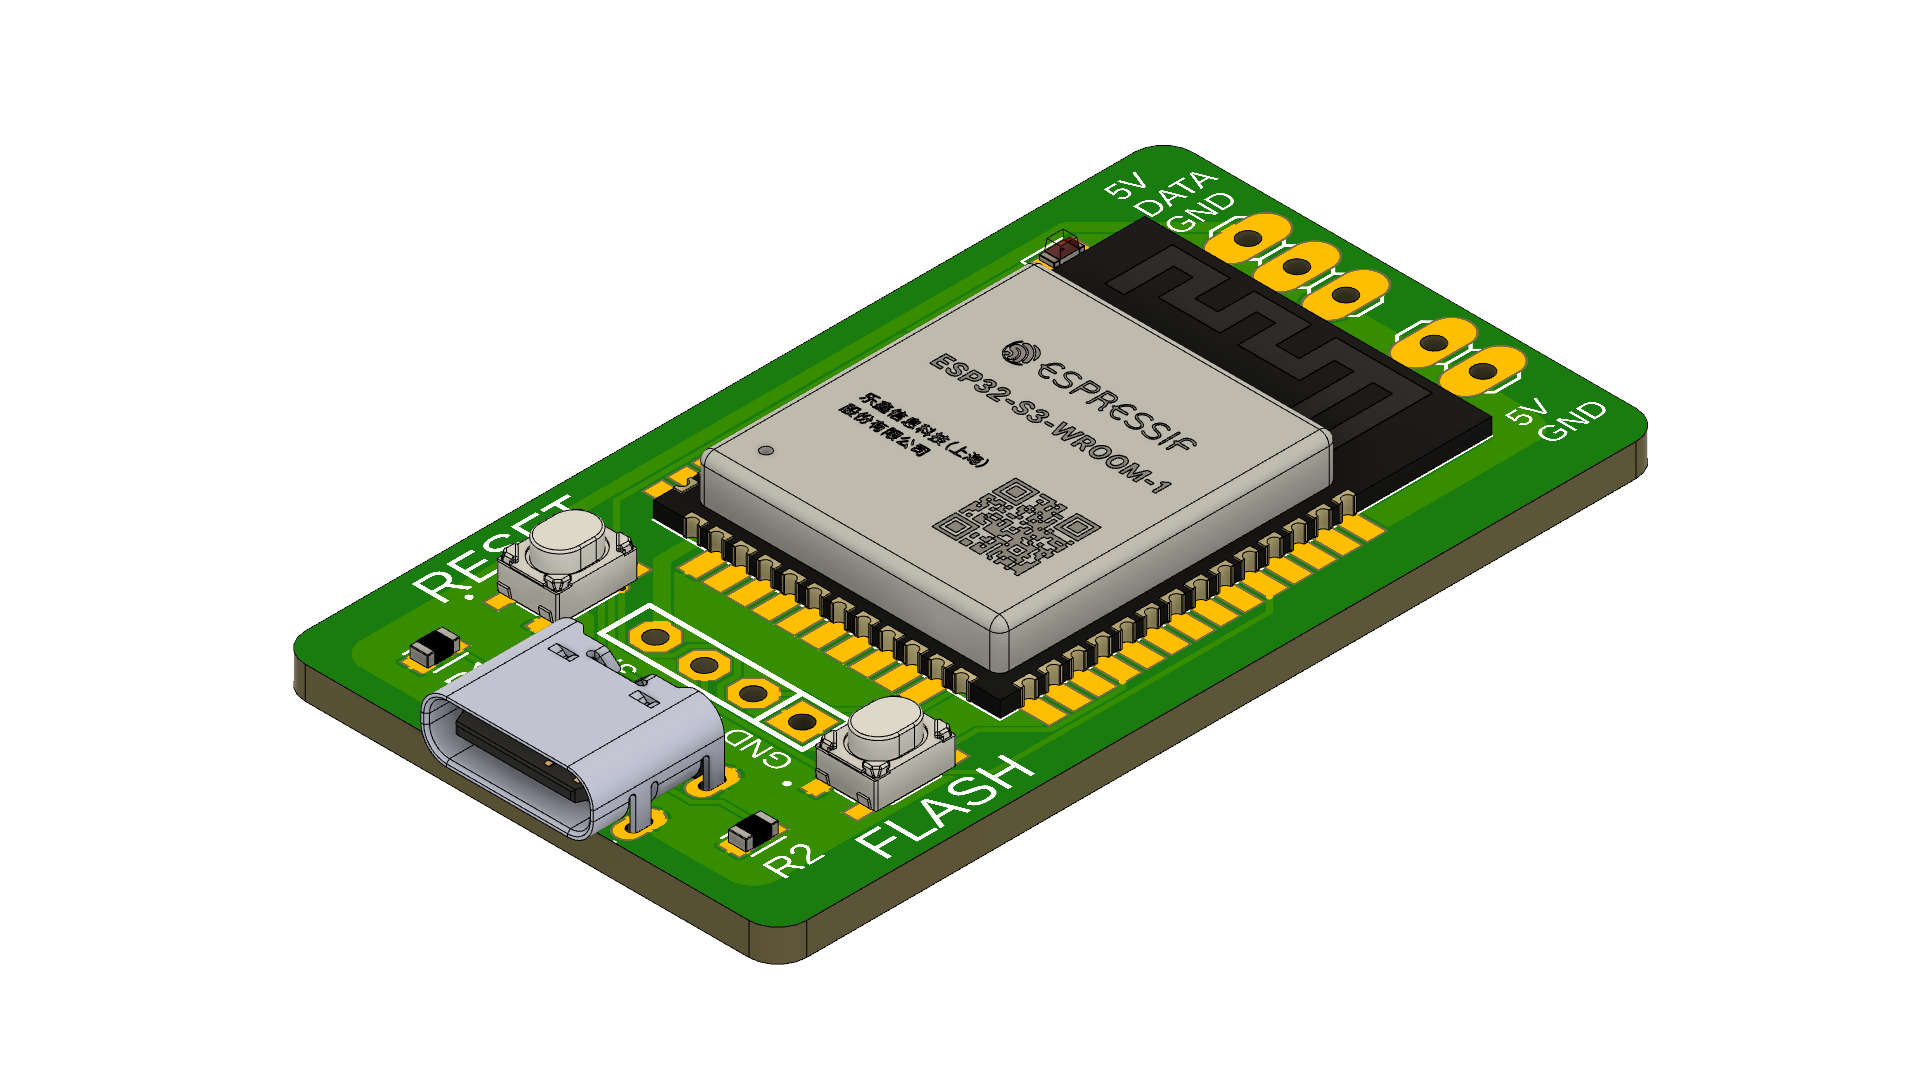 5V
DATA
GND
ESPRESSIF
ESP32-S3-WROOM-1
乐鑫信息科技(上海)
股份有限公司
5V
GND
RESET
GND
FLASH
R2